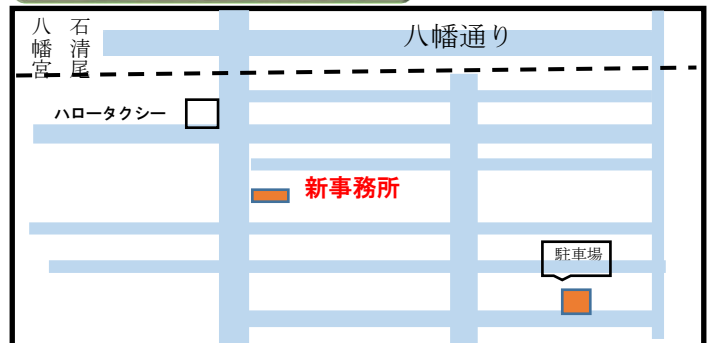 石清尾
八幡宮
八幡通り
ハロータクシー
新事務所
駐車場